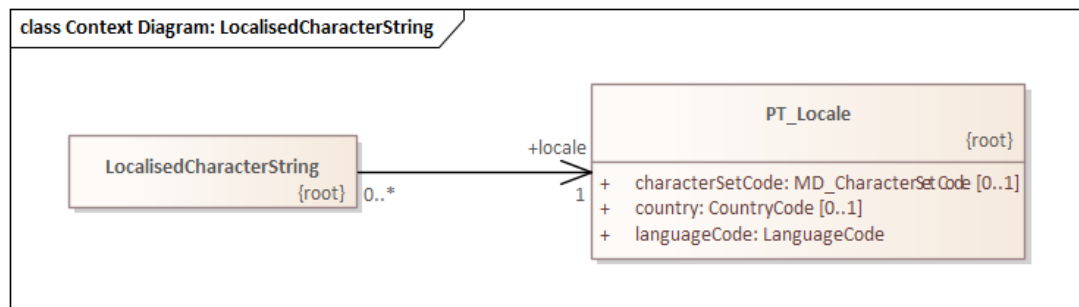 class Context Diagram: LocalisedCharacterString
PT_Locale
{root}
LocalisedCharacterString
{root}
+locale
0..*
1
+ characterSetCode: MD_CharacterSetCode [0..1]
+ country: CountryCode [0..1]
+ languageCode: LanguageCode